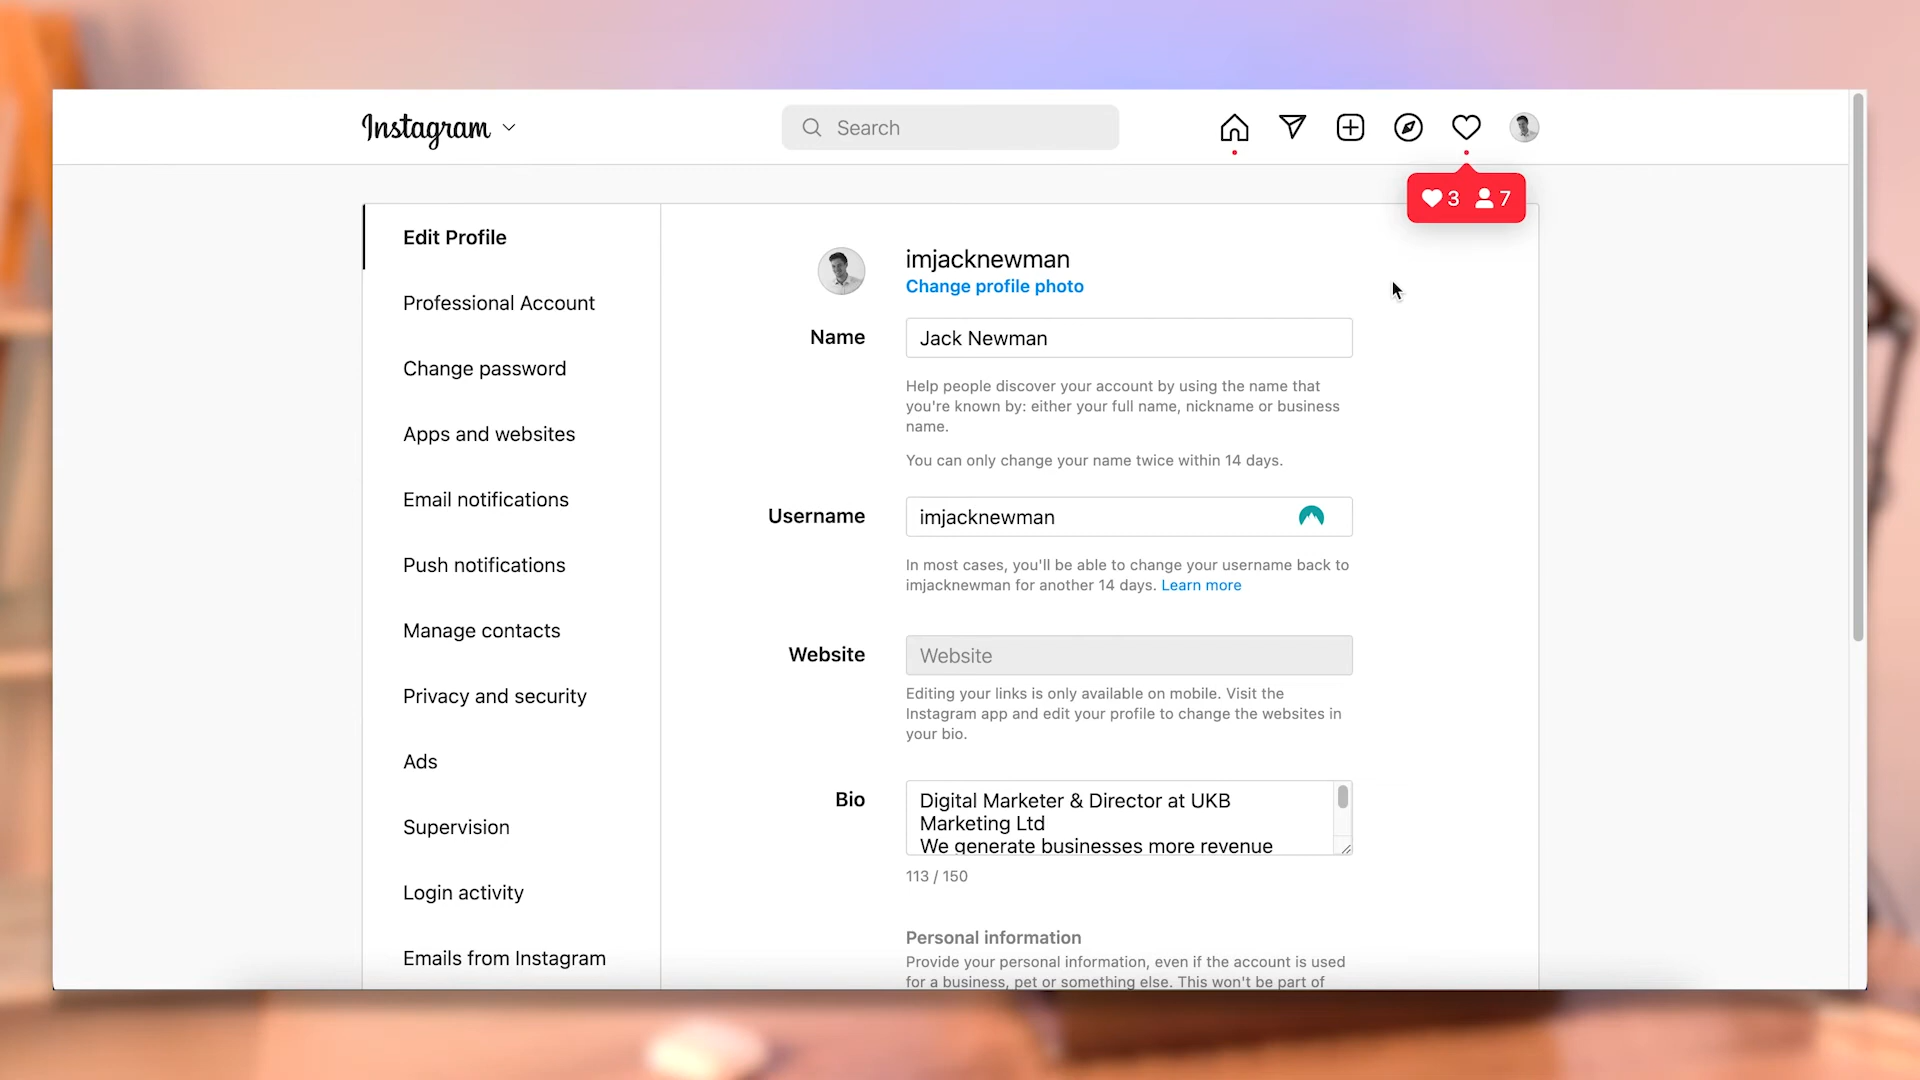 Instagram
Search
3 7
Edit Profile
Professional Account
Change password
Apps and websites
Email notifications
Push notifications
Manage contacts
Privacy and security
Ads
Supervision
Login activity
Emails from Instagram
imjacknewman
Change profile photo
Name
Jack Newman
Help people discover your account by using the name that
you're known by: either your full name, nickname or business
name.
You can only change your name twice within 14 days.
Username
imjacknewman
In most cases, you'll be able to change your username back to
imjacknewman for another 14 days. Learn more
Website
Website
Editing your links is only available on mobile. Visit the
Instagram app and edit your profile to change the websites in
your bio.
Bio
Digital Marketer & Director at UKB
Marketing Ltd
We generate businesses more revenue
113 / 150
Personal information
Provide your personal information, even if the account is used
for a business, pet or something else. This won't be part of